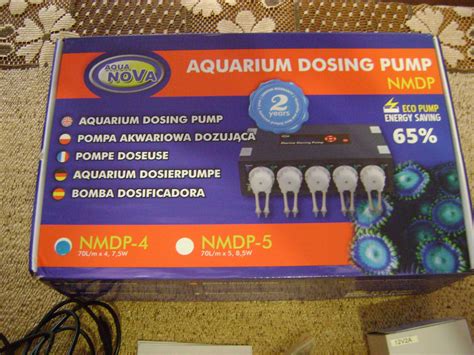 AQUA
NOVA
AQUARIUM DOSING PUMP
NMDP
2
years
ECO PUMP
ENERGY SAVING
65%
AQUARIUM DOSING PUMP
POMPA AKWARIOWA DOZUJĄCA
POMPE DOSEUSE
AQUARIUM DOSIERPUMPE
BOMBA DOSIFICADORA
NMDP-4
70L/m x 4, 7,5W
NMDP-5
70L/m x 5, 8,5W
12V2A